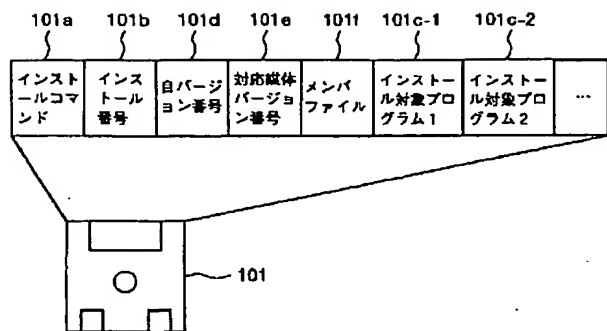 101a 101b 101d 101e 101f 101c-1 101c-2
インストールコマンド
インストール番号
自バージョン番号
対応媒体バージョン番号
メンバファイル
インストール対象プログラム1
インストール対象プログラム2
...
101